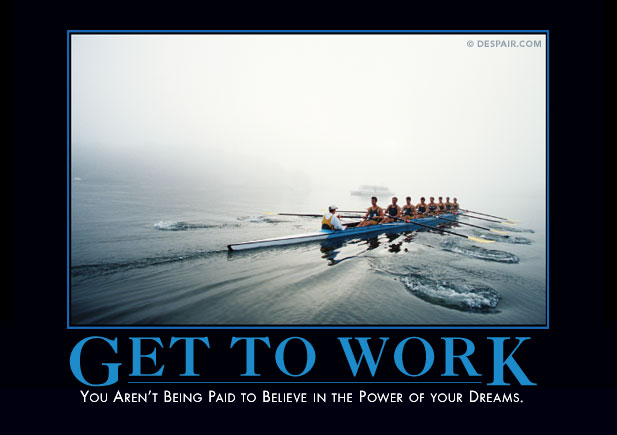 © DESPAIR.COM
GET TO WORK
YOU AREN'T BEING PAID TO BELIEVE IN THE POWER OF YOUR DREAMS.